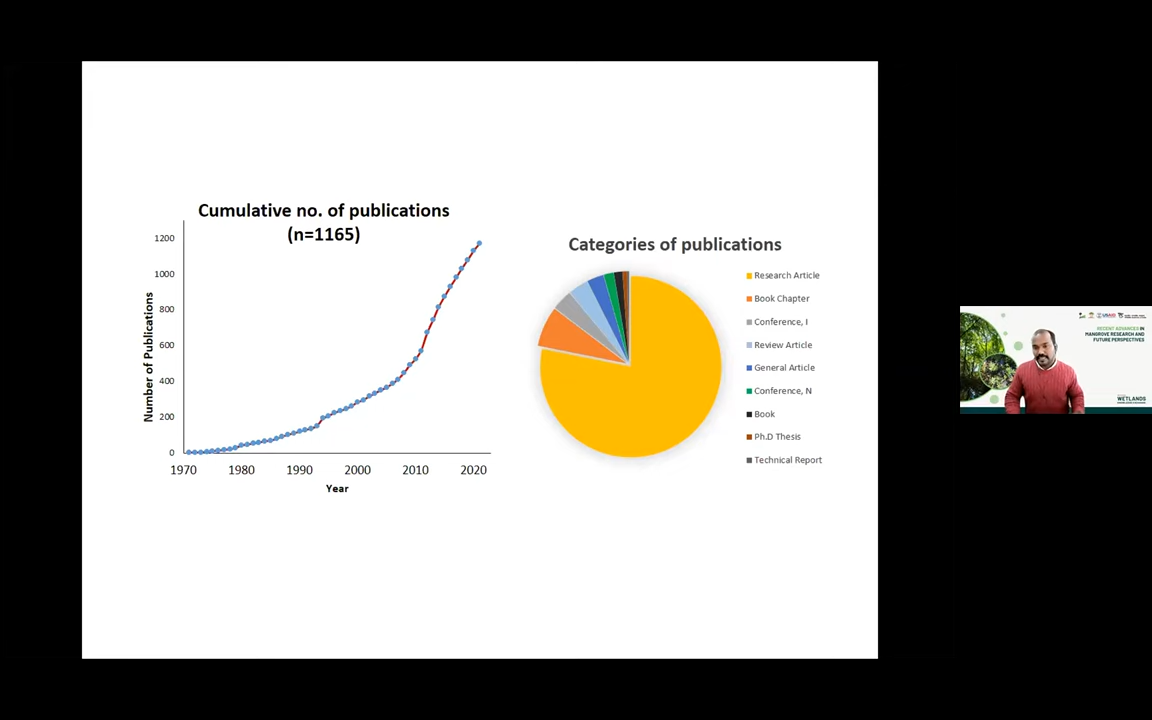 Cumulative no. of publications
(n=1165)
1200
1000
800
600
400
200
0
Number of Publications
1970
1980
1990
2000
2010
2020
Year
Categories of publications
Research Article
Book Chapter
Conference, I
Review Article
General Article
Conference, N
Book
Ph.D Thesis
Technical Report
USAID
RECENT ADVANCES IN
MANGROVE RESEARCH AND
FUTURE PERSPECTIVES
WETLANDS